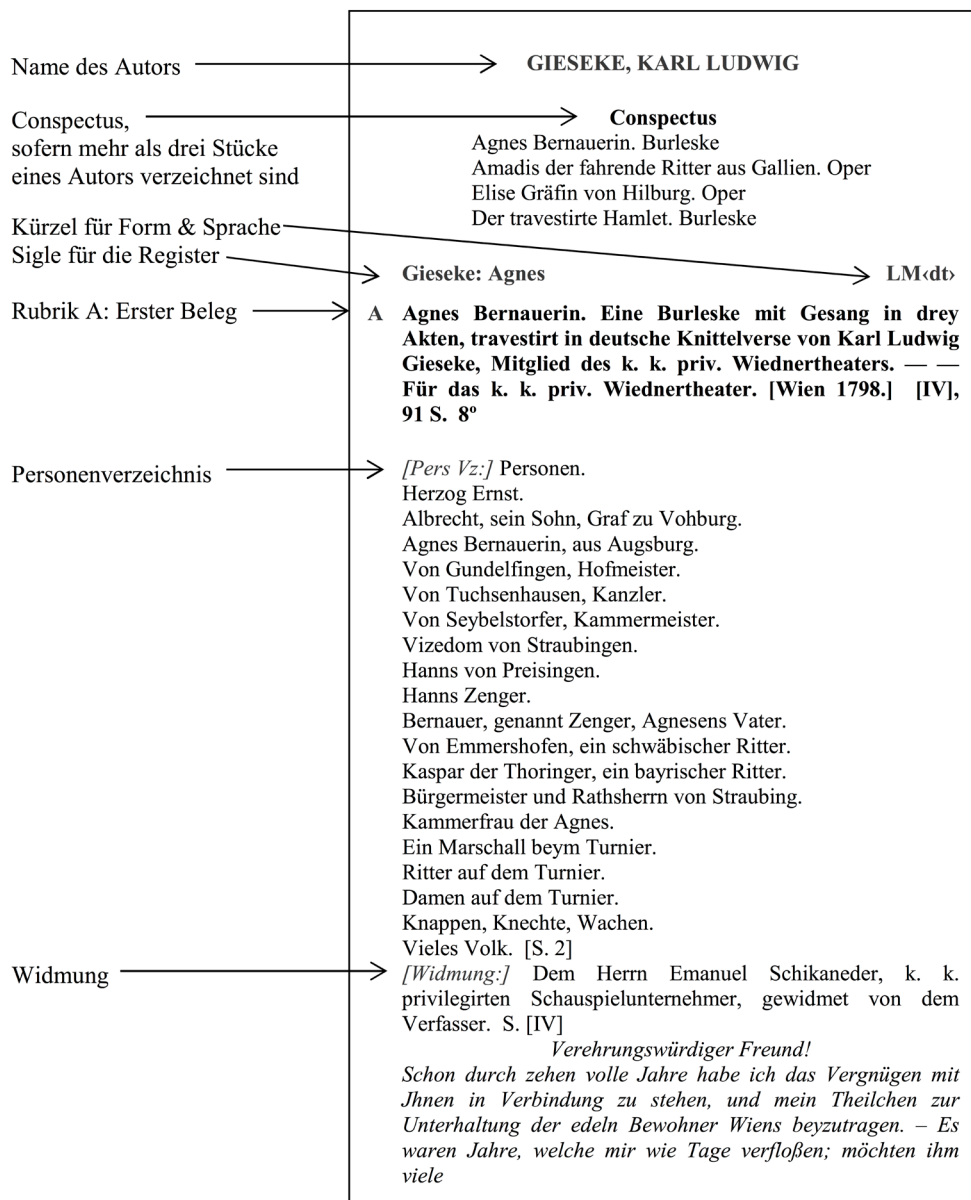 Name des Autors
GIESEKE, KARL LUDWIG
Conspectus,
sofern mehr als drei Stücke
eines Autors verzeichnet sind
Conspectus
Agnes Bernauerin. Burleske
Amadis der fahrende Ritter aus Gallien. Oper
Elise Gräfin von Hilburg. Oper
Der travestirte Hamlet. Burleske
Kürzel für Form & Sprache
Sigle für die Register
Gieseke: Agnes LM‹dt›
Rubrik A: Erster Beleg
A Agnes Bernauerin. Eine Burleske mit Gesang in drey
Akten, travestirt in deutsche Knittelverse von Karl Ludwig
Gieseke, Mitglied des k. k. priv. Wiednertheaters. — —
Für das k. k. priv. Wiednertheater. [Wien 1798.] [IV],
91 S. 8º
Personenverzeichnis
[Pers Vz:] Personen.
Herzog Ernst.
Albrecht, sein Sohn, Graf zu Vohburg.
Agnes Bernauerin, aus Augsburg.
Von Gundelfingen, Hofmeister.
Von Tuchsenhausen, Kanzler.
Von Seybelstorfer, Kammermeister.
Vizedom von Straubingen.
Hanns von Preisingen.
Hanns Zenger.
Bernauer, genannt Zenger, Agnesens Vater.
Von Emmershofen, ein schwäbischer Ritter.
Kaspar der Thoringer, ein bayrischer Ritter.
Bürgermeister und Rathsherrn von Straubing.
Kammerfrau der Agnes.
Ein Marschall beym Turnier.
Ritter auf dem Turnier.
Damen auf dem Turnier.
Knappen, Knechte, Wachen.
Vieles Volk. [S. 2]
Widmung
[Widmung:] Dem Herrn Emanuel Schikaneder, k. k.
privilegirten Schauspielunternehmer, gewidmet von dem
Verfasser. S. [IV]
Verehrungswürdiger Freund!
Schon durch zehen volle Jahre habe ich das Vergnügen mit
Jhnen in Verbindung zu stehen, und mein Theilchen zur
Unterhaltung der edeln Bewohner Wiens beyzutragen. – Es
waren Jahre, welche mir wie Tage verfloßen; möchten ihm
viele